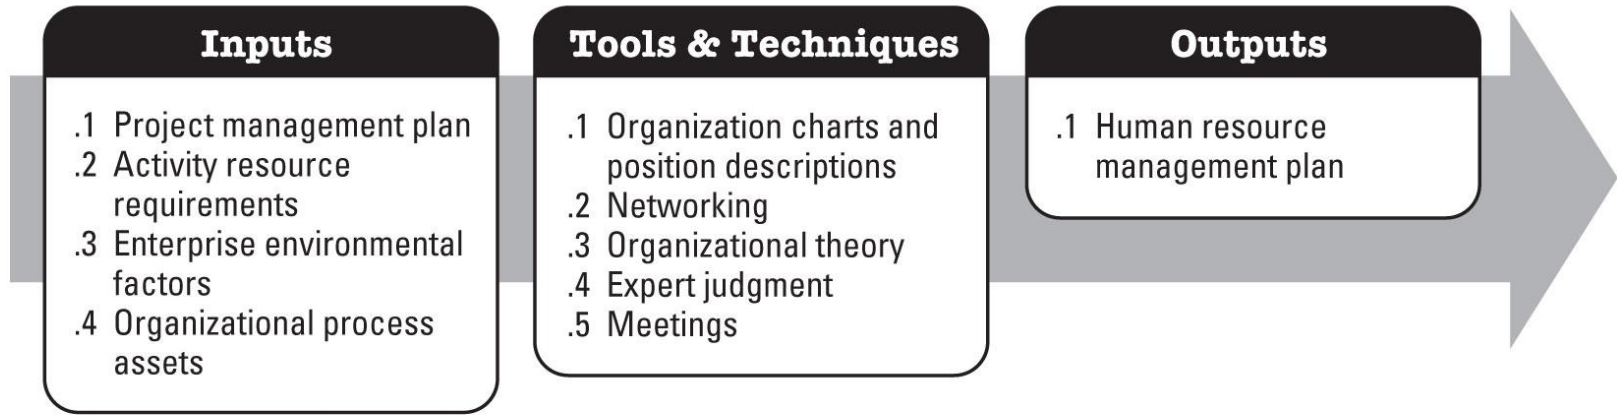 Inputs
.1 Project management plan
.2 Activity resource
requirements
.3 Enterprise environmental
factors
.4 Organizational process
assets
Tools & Techniques
.1 Organization charts and
position descriptions
.2 Networking
.3 Organizational theory
.4 Expert judgment
.5 Meetings
Outputs
.1 Human resource
management plan